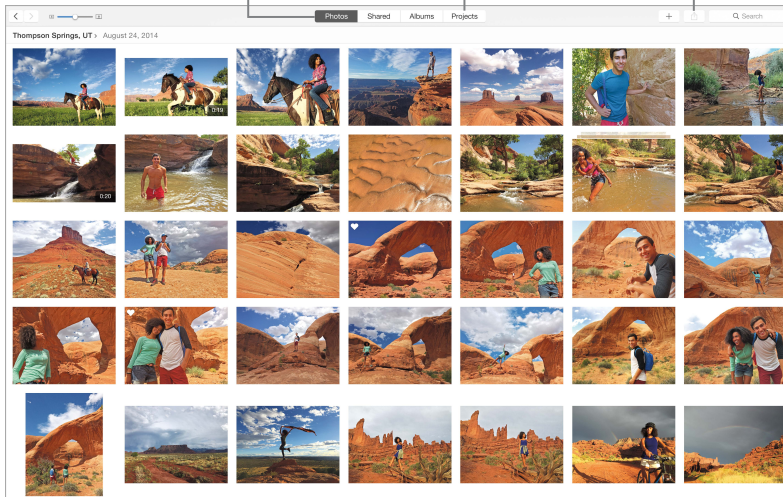 Photos Shared Albums Projects Search
Thompson Springs, UT › August 24, 2014
0:19
0:20